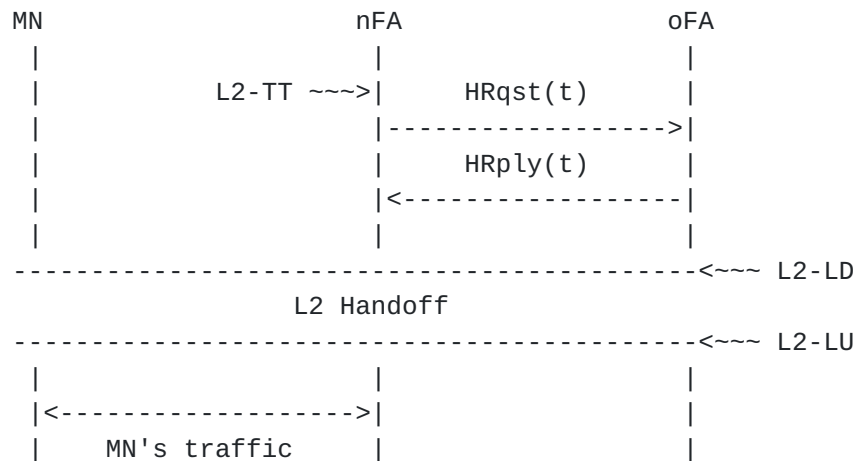 MN nFA oFA
L2-TT ~~~> HRqst(t)
HRply(t)
<~~~ L2-LD
L2 Handoff
<~~~ L2-LU
MN's traffic